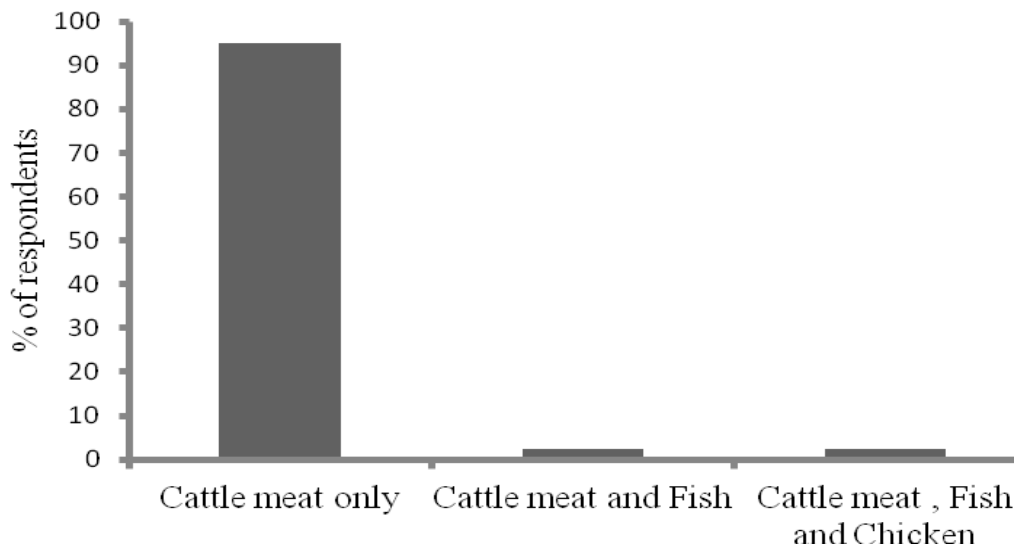 % of respondents
100
90
80
70
60
50
40
30
20
10
0
Cattle meat only
Cattle meat and Fish
Cattle meat , Fish
and Chicken